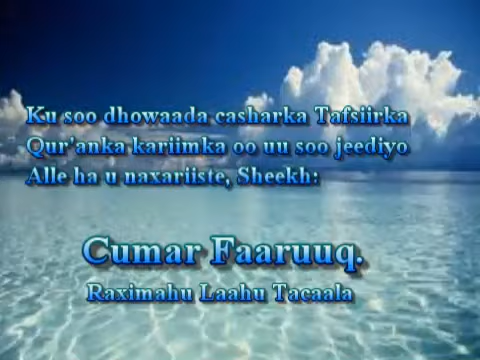 Ku soo dhowaada casharka Tafsiirka
Qur'anka kariimka oo uu soo jeediyo
Alle ha u naxariiste, Sheekh:
Cumar Faaruuq.
Raximahu Laahu Tacaala